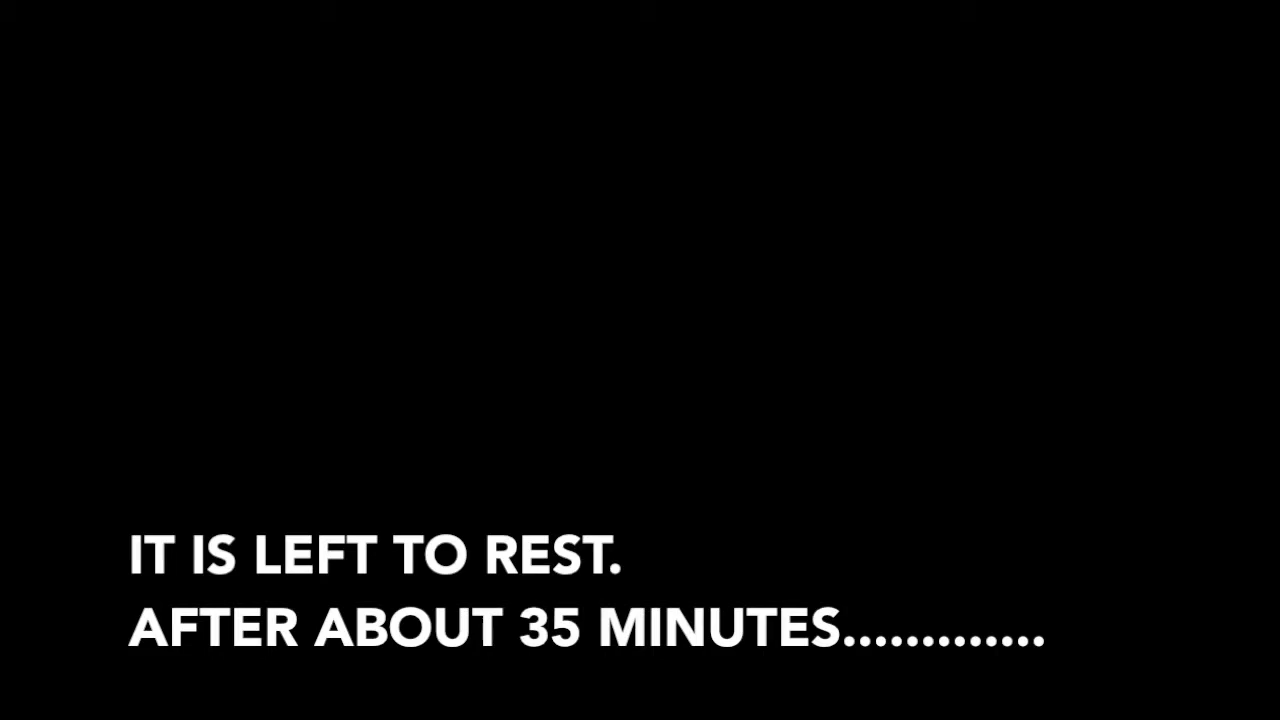 IT IS LEFT TO REST.
AFTER ABOUT 35 MINUTES.............